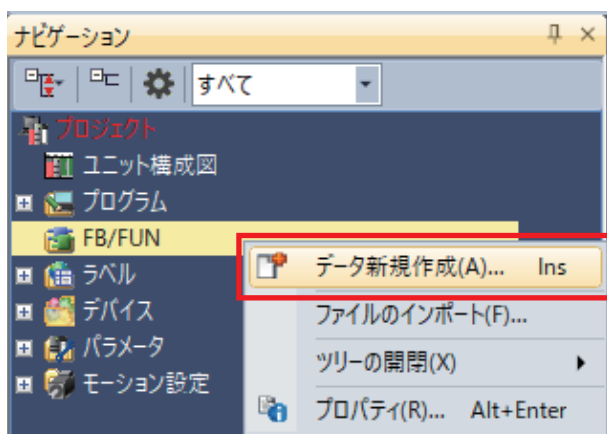 ナビゲーション
すべて
プロジェクト
ユニット構成図
プログラム
FB/FUN
データ新規作成(A)... Ins
ラベル
ファイルのインポート(F)...
デバイス
ツリーの開閉(X)
パラメータ
モーション設定
プロパティ(R)... Alt+Enter